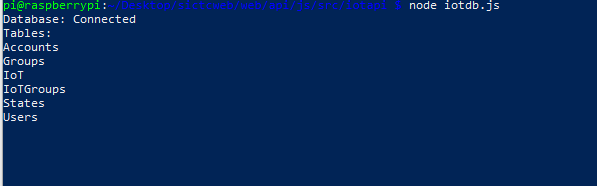 pi@raspberrypi: $ node iotdb.js
Database: Connected
Tables:
Accounts
Groups
IoT
IoTGroups
States
Users